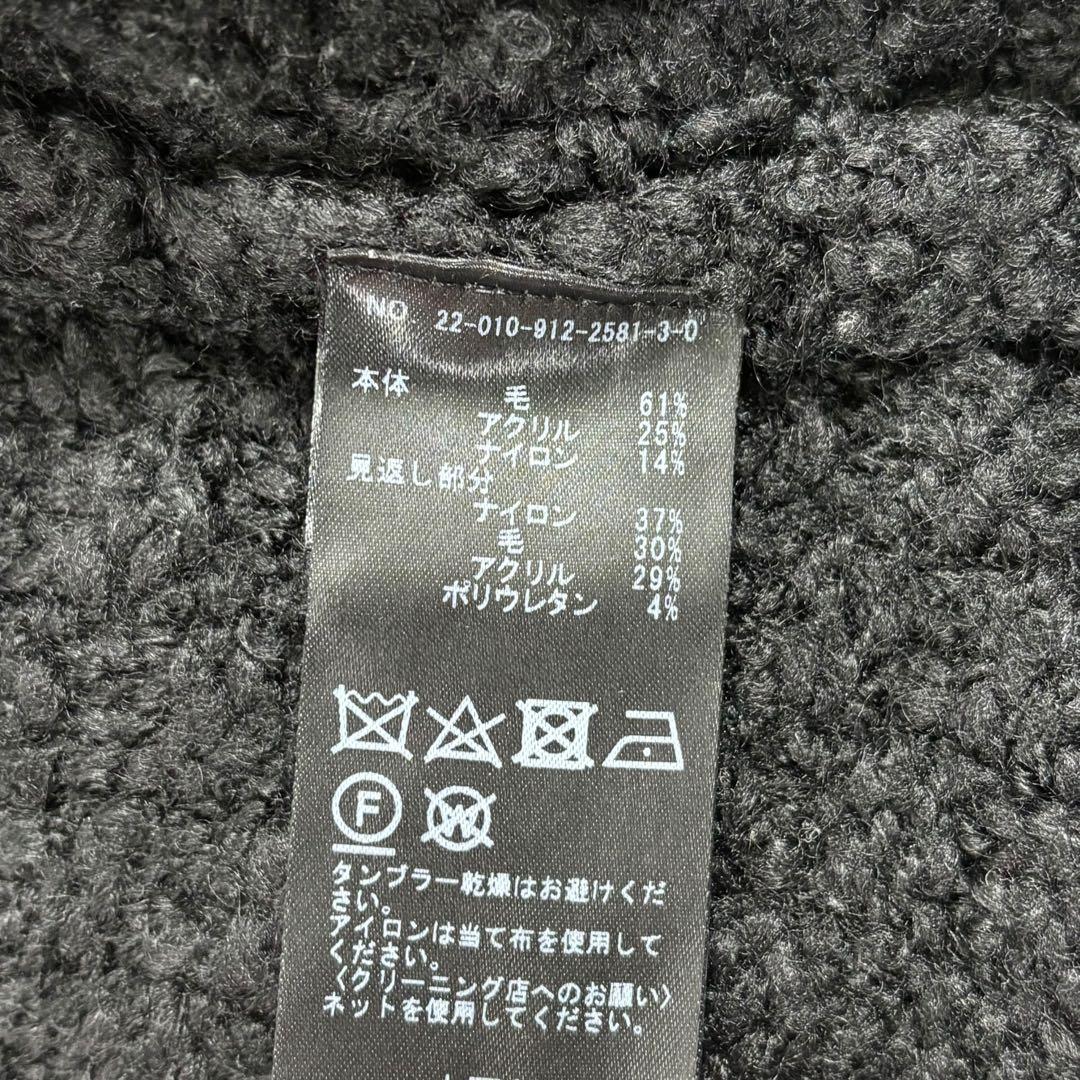 NO 22-010-912-2581-3-0
本体
毛 61%
アクリル 25%
ナイロン 14%
見返し部分
ナイロン 37%
毛 30%
アクリル 29%
ポリウレタン 4%
F W
タンブラー乾燥はお避けくだ
さい。
アイロンは当て布を使用して
ください。
〈クリーニング店へのお願い〉
ネットを使用してください。